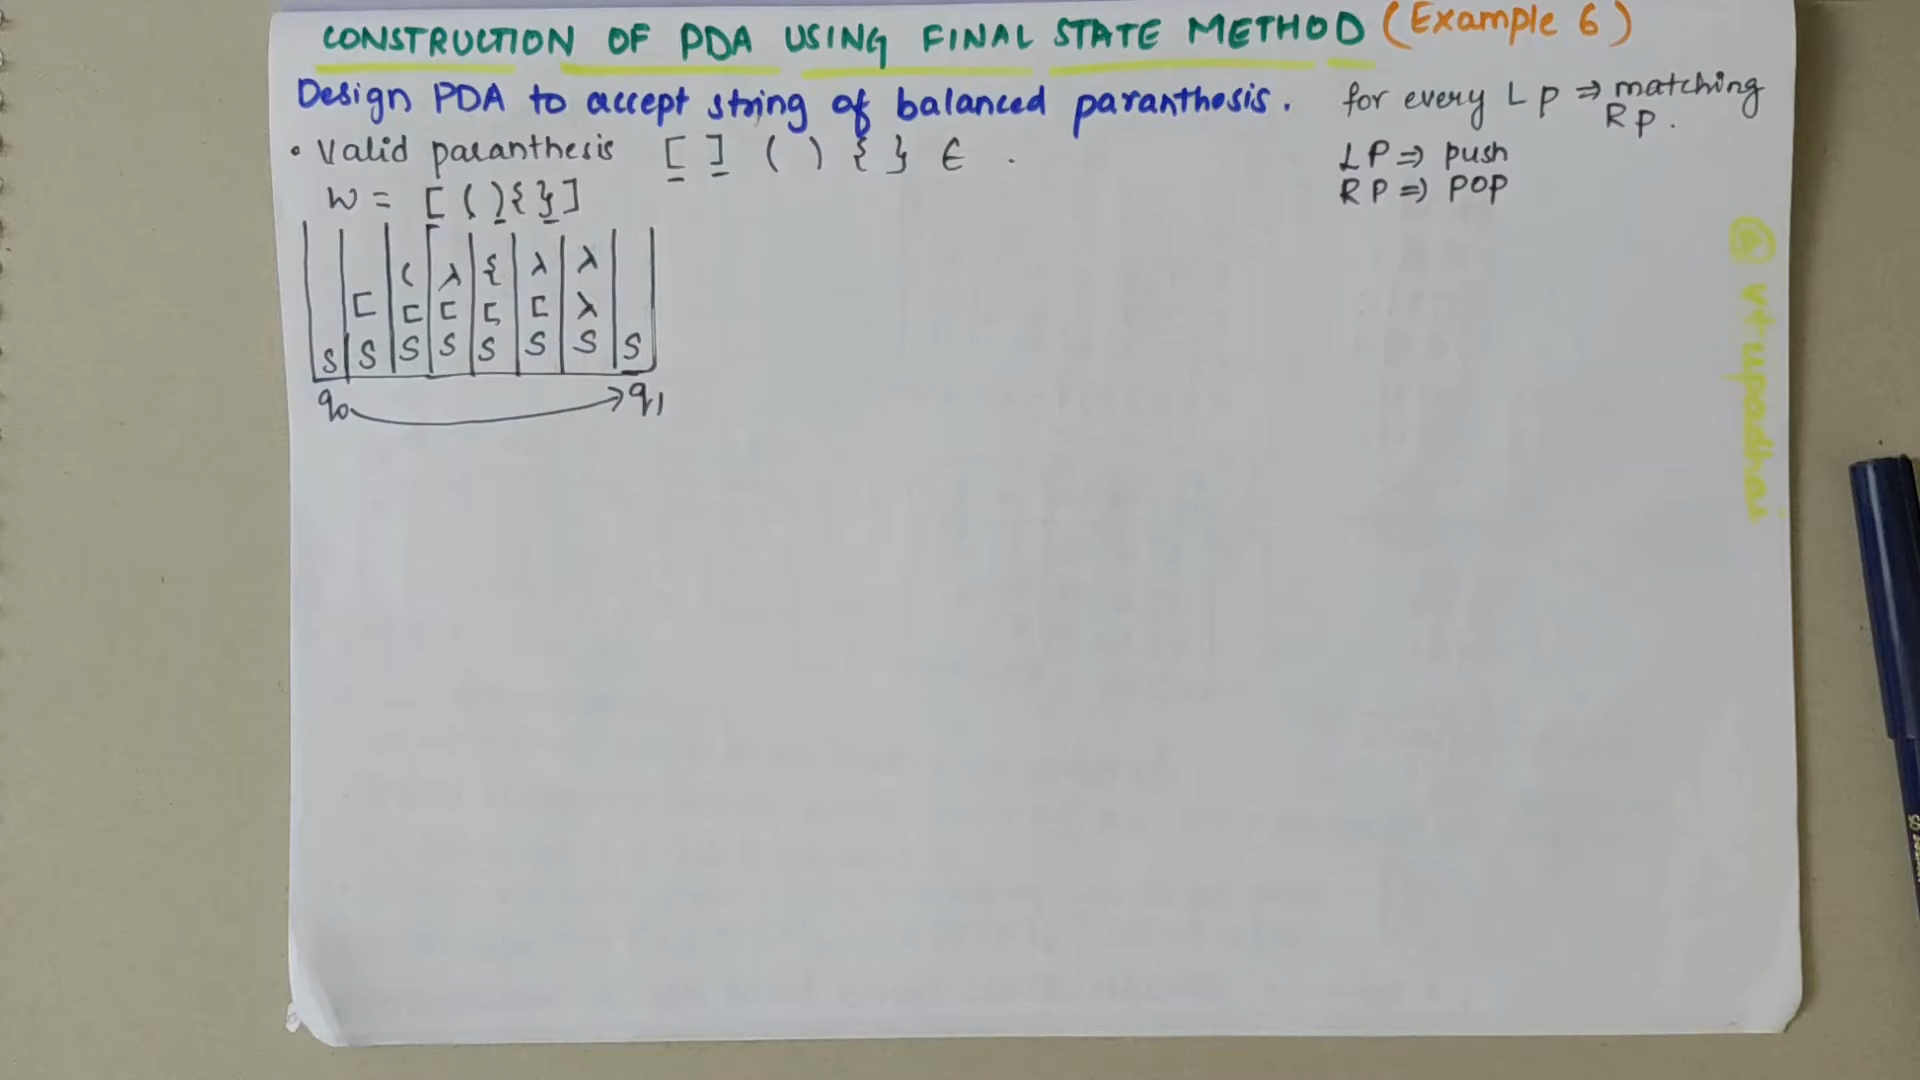 CONSTRUCTION OF PDA USING FINAL STATE METHOD (Example 6)
Design PDA to accept string of balanced paranthesis.
• Valid paranthesis [ ] ( ) { } ϵ .
W = [ ( ) { } ]
( λ { λ λ
[ [ [ [ [ λ
S S S S S S S S
q0 → q1
for every LP ⇒ matching
RP.
LP ⇒ push
RP ⇒ pop
@ vtupadhai